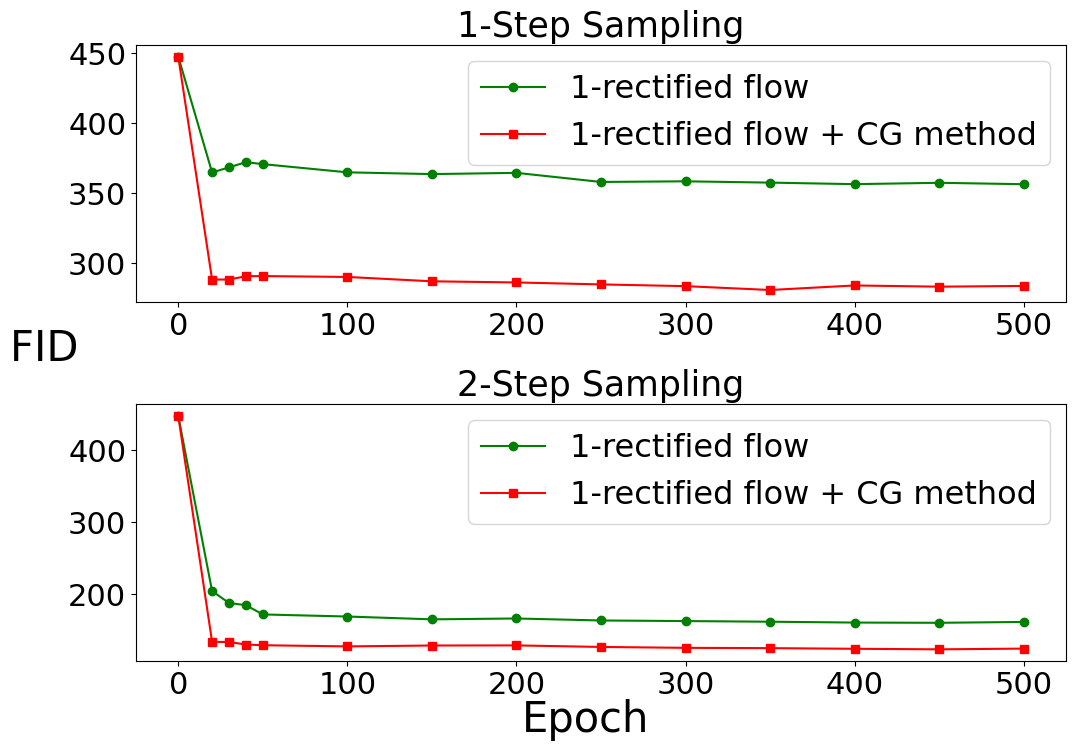 1-Step Sampling
450
400
350
300
1-rectified flow
1-rectified flow + CG method
0 100 200 300 400 500
FID
2-Step Sampling
400
300
200
1-rectified flow
1-rectified flow + CG method
0 100 200 300 400 500
Epoch